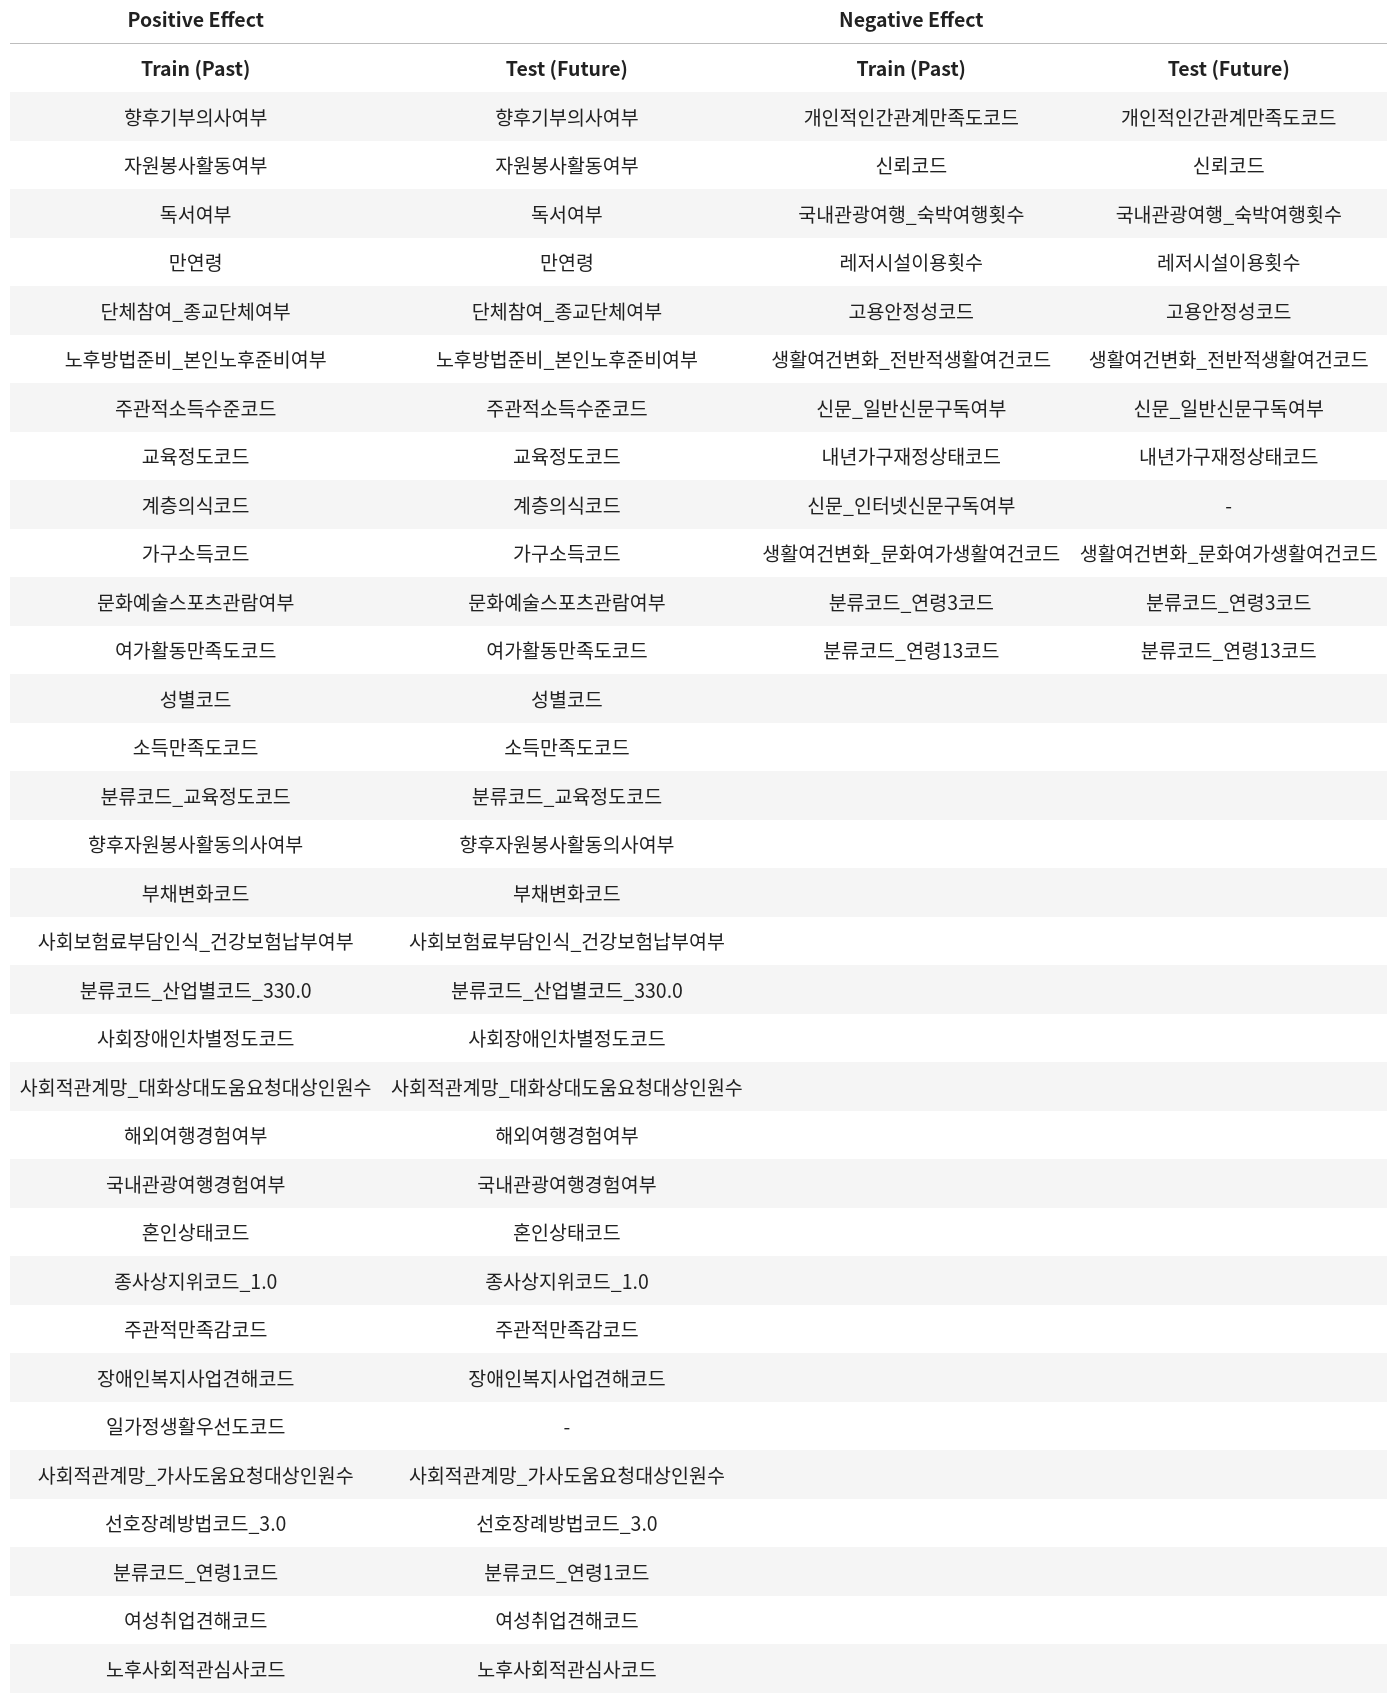 Positive Effect Negative Effect
Train (Past) Test (Future) Train (Past) Test (Future)
향후기부의사여부 향후기부의사여부 개인적인간관계만족도코드 개인적인간관계만족도코드
자원봉사활동여부 자원봉사활동여부 신뢰코드 신뢰코드
독서여부 독서여부 국내관광여행_숙박여행횟수 국내관광여행_숙박여행횟수
만연령 만연령 레저시설이용횟수 레저시설이용횟수
단체참여_종교단체여부 단체참여_종교단체여부 고용안정성코드 고용안정성코드
노후방법준비_본인노후준비여부 노후방법준비_본인노후준비여부 생활여건변화_전반적생활여건코드 생활여건변화_전반적생활여건코드
주관적소득수준코드 주관적소득수준코드 신문_일반신문구독여부 신문_일반신문구독여부
교육정도코드 교육정도코드 내년가구재정상태코드 내년가구재정상태코드
계층의식코드 계층의식코드 신문_인터넷신문구독여부 -
가구소득코드 가구소득코드 생활여건변화_문화여가생활여건코드 생활여건변화_문화여가생활여건코드
문화예술스포츠관람여부 문화예술스포츠관람여부 분류코드_연령3코드 분류코드_연령3코드
여가활동만족도코드 여가활동만족도코드 분류코드_연령13코드 분류코드_연령13코드
성별코드 성별코드
소득만족도코드 소득만족도코드
분류코드_교육정도코드 분류코드_교육정도코드
향후자원봉사활동의사여부 향후자원봉사활동의사여부
부채변화코드 부채변화코드
사회보험료부담인식_건강보험납부여부 사회보험료부담인식_건강보험납부여부
분류코드_산업별코드_330.0 분류코드_산업별코드_330.0
사회장애인차별정도코드 사회장애인차별정도코드
사회적관계망_대화상대도움요청대상인원수 사회적관계망_대화상대도움요청대상인원수
해외여행경험여부 해외여행경험여부
국내관광여행경험여부 국내관광여행경험여부
혼인상태코드 혼인상태코드
종사상지위코드_1.0 종사상지위코드_1.0
주관적만족감코드 주관적만족감코드
장애인복지사업견해코드 장애인복지사업견해코드
일가정생활우선도코드 -
사회적관계망_가사도움요청대상인원수 사회적관계망_가사도움요청대상인원수
선호장례방법코드_3.0 선호장례방법코드_3.0
분류코드_연령1코드 분류코드_연령1코드
여성취업견해코드 여성취업견해코드
노후사회적관심사코드 노후사회적관심사코드